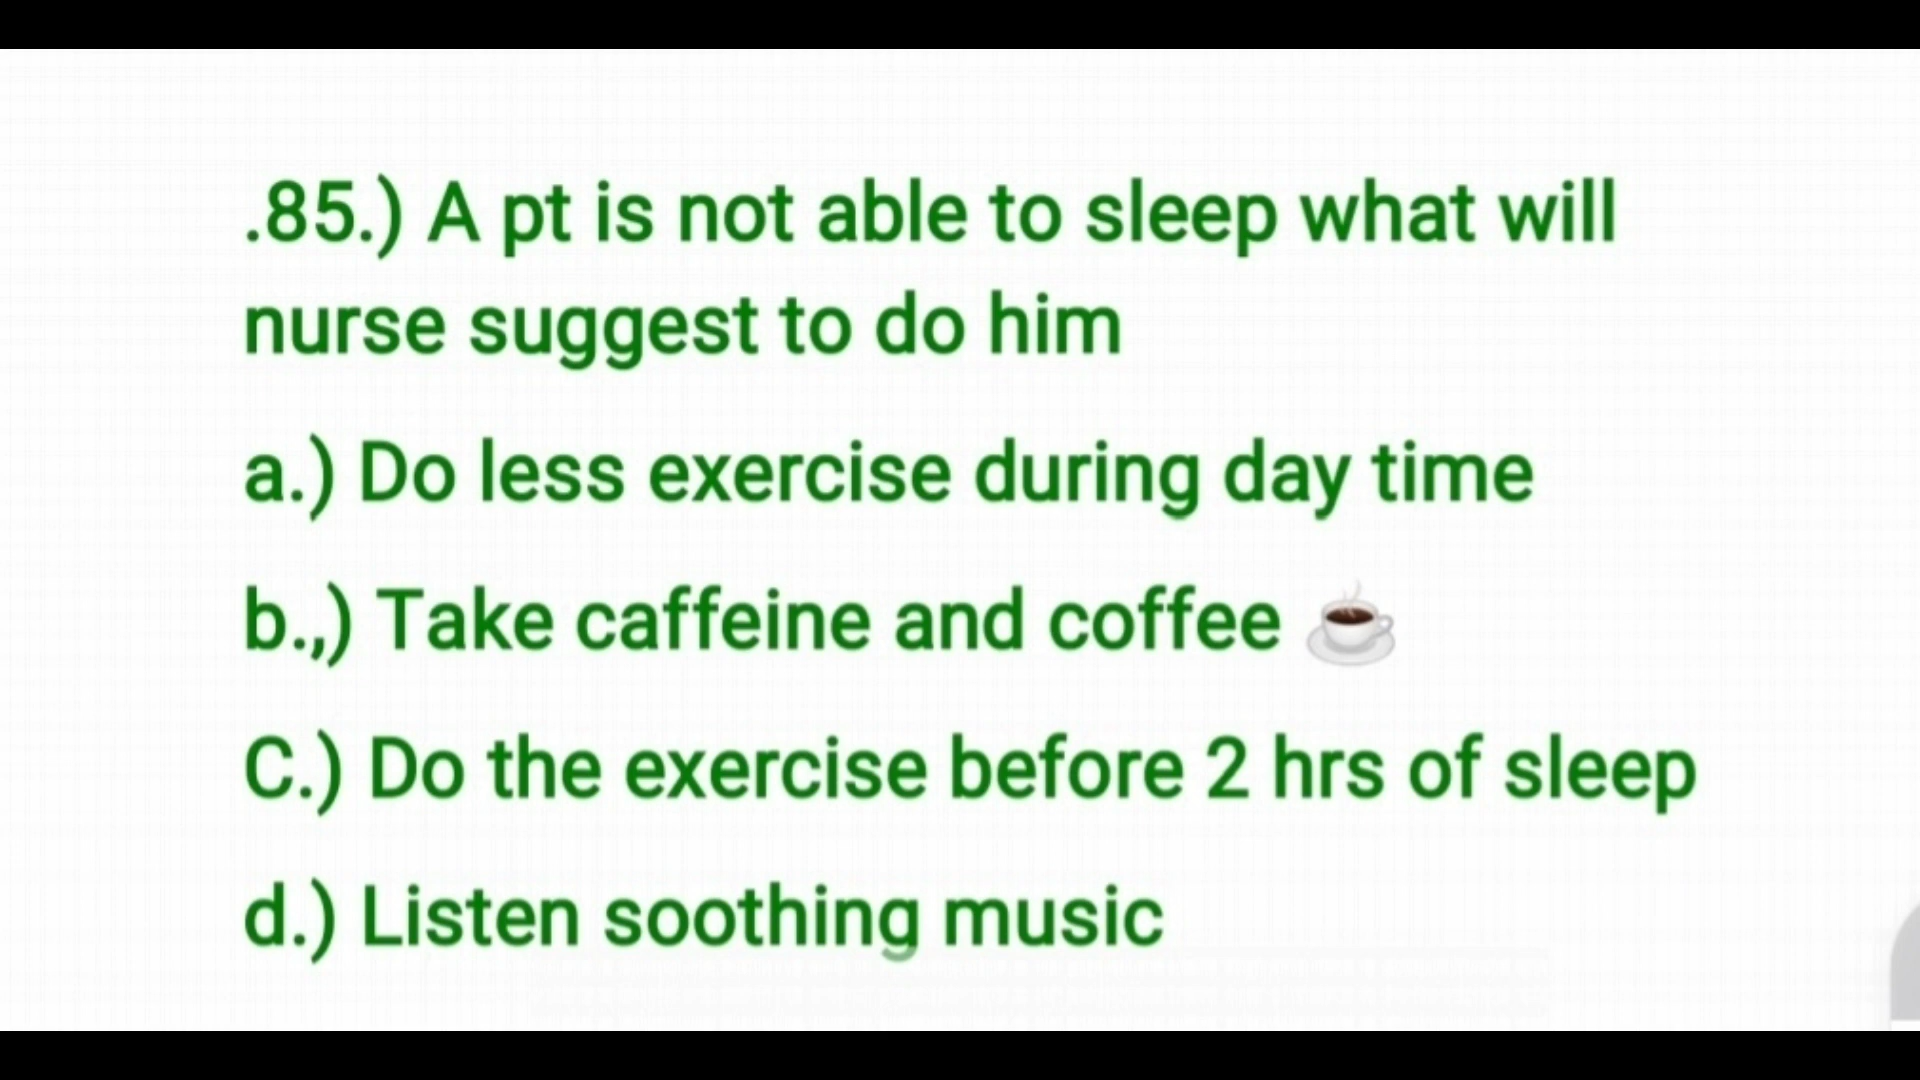 .85.) A pt is not able to sleep what will
nurse suggest to do him
a.) Do less exercise during day time
b.,) Take caffeine and coffee ☕
C.) Do the exercise before 2 hrs of sleep
d.) Listen soothing music